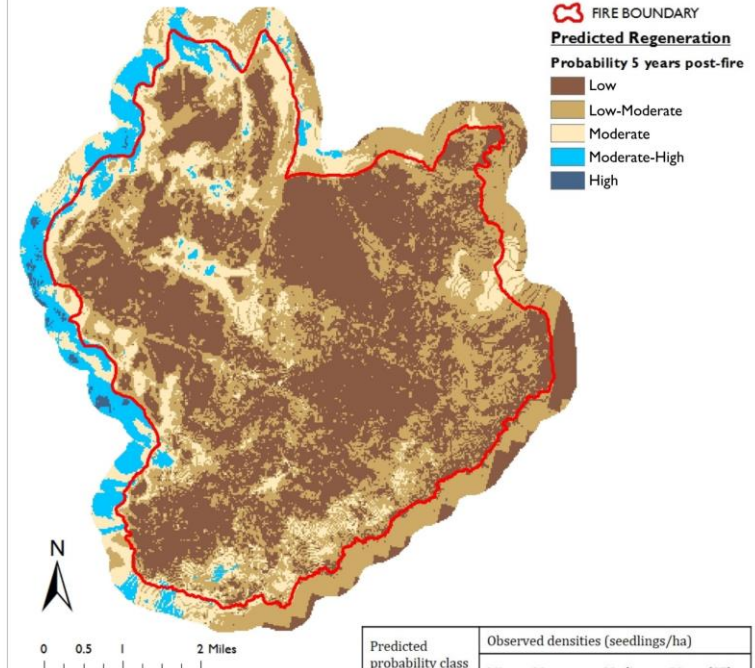 FIRE BOUNDARY
Predicted Regeneration
Probability 5 years post-fire
Low
Low-Moderate
Moderate
Moderate-High
High
N
0 0.5 1 2 Miles
Predicted
probability class
Observed densities (seedlings/ha)